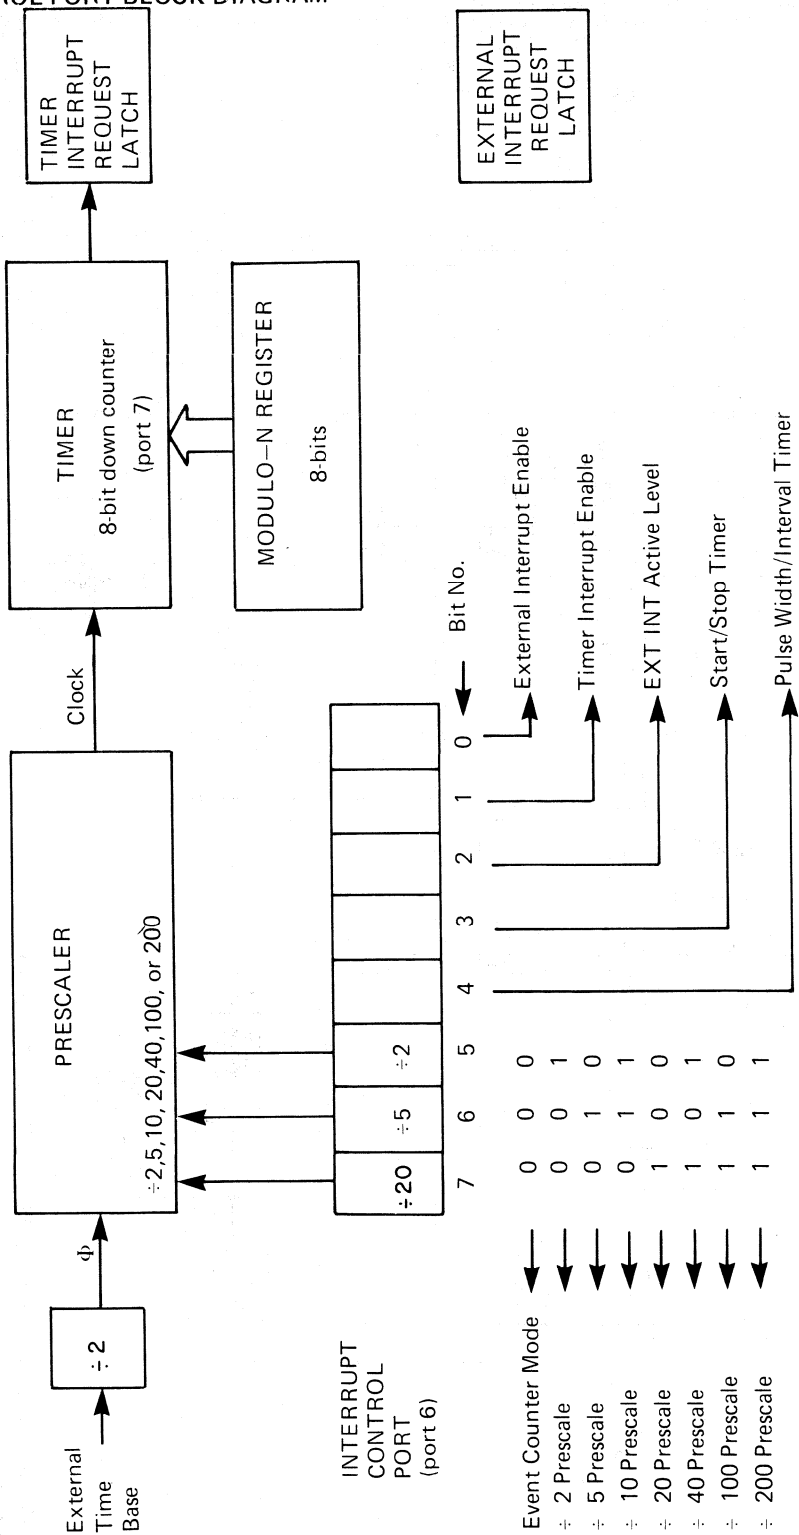 TIMER
INTERRUPT
REQUEST
LATCH
EXTERNAL
INTERRUPT
REQUEST
LATCH
TIMER
8-bit down counter
(port 7)
MODULO–N REGISTER
8-bits
Clock
PRESCALER
÷2,5,10, 20,40,100, or 200
Φ
÷2
External
Time
Base
INTERRUPT
CONTROL
PORT
(port 6)
÷20 ÷5 ÷2
7 6 5 4 3 2 1 0 Bit No.
External Interrupt Enable
Timer Interrupt Enable
EXT INT Active Level
Start/Stop Timer
Pulse Width/Interval Timer
Event Counter Mode 0 0 0
÷ 2 Prescale 0 0 1
÷ 5 Prescale 0 1 0
÷ 10 Prescale 0 1 1
÷ 20 Prescale 1 0 0
÷ 40 Prescale 1 0 1
÷ 100 Prescale 1 1 0
÷ 200 Prescale 1 1 1